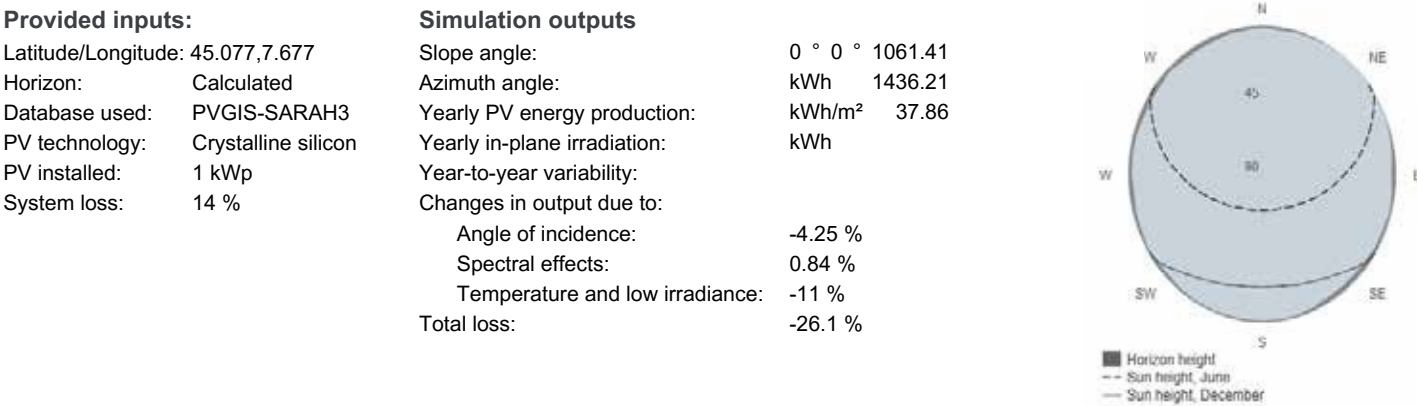 Provided inputs:
Latitude/Longitude: 45.077,7.677
Horizon: Calculated
Database used: PVGIS-SARAH3
PV technology: Crystalline silicon
PV installed: 1 kWp
System loss: 14 %
Simulation outputs
Slope angle: 0 ° 0 ° 1061.41
Azimuth angle: kWh 1436.21
Yearly PV energy production: kWh/m² 37.86
Yearly in-plane irradiation: kWh
Year-to-year variability:
Changes in output due to:
Angle of incidence: -4.25 %
Spectral effects: 0.84 %
Temperature and low irradiance: -11 %
Total loss: -26.1 %
N
W NE
45
90
W
SW SE
S
Horizon height
Sun height, June
Sun height, December